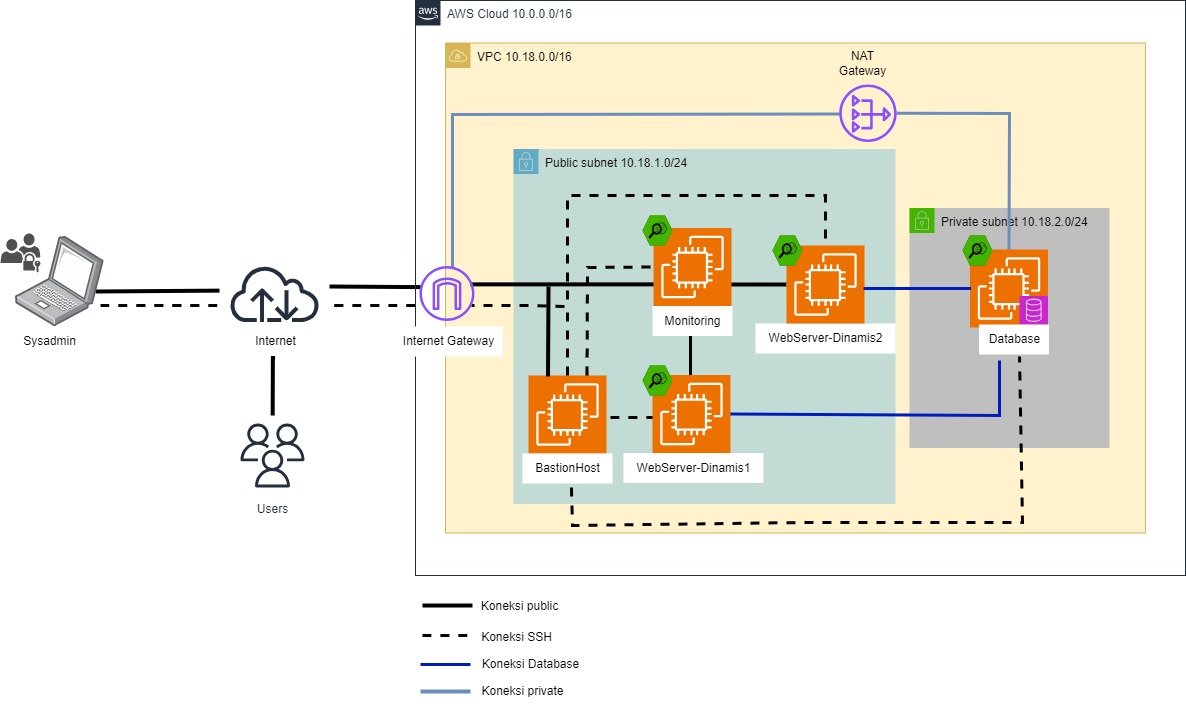 aws
AWS Cloud 10.0.0.0/16
VPC 10.18.0.0/16
NAT
Gateway
Public subnet 10.18.1.0/24
Private subnet 10.18.2.0/24
Monitoring
WebServer-Dinamis2
Database
Sysadmin
Internet
Internet Gateway
BastionHost
WebServer-Dinamis1
Users
Koneksi public
Koneksi SSH
Koneksi Database
Koneksi private